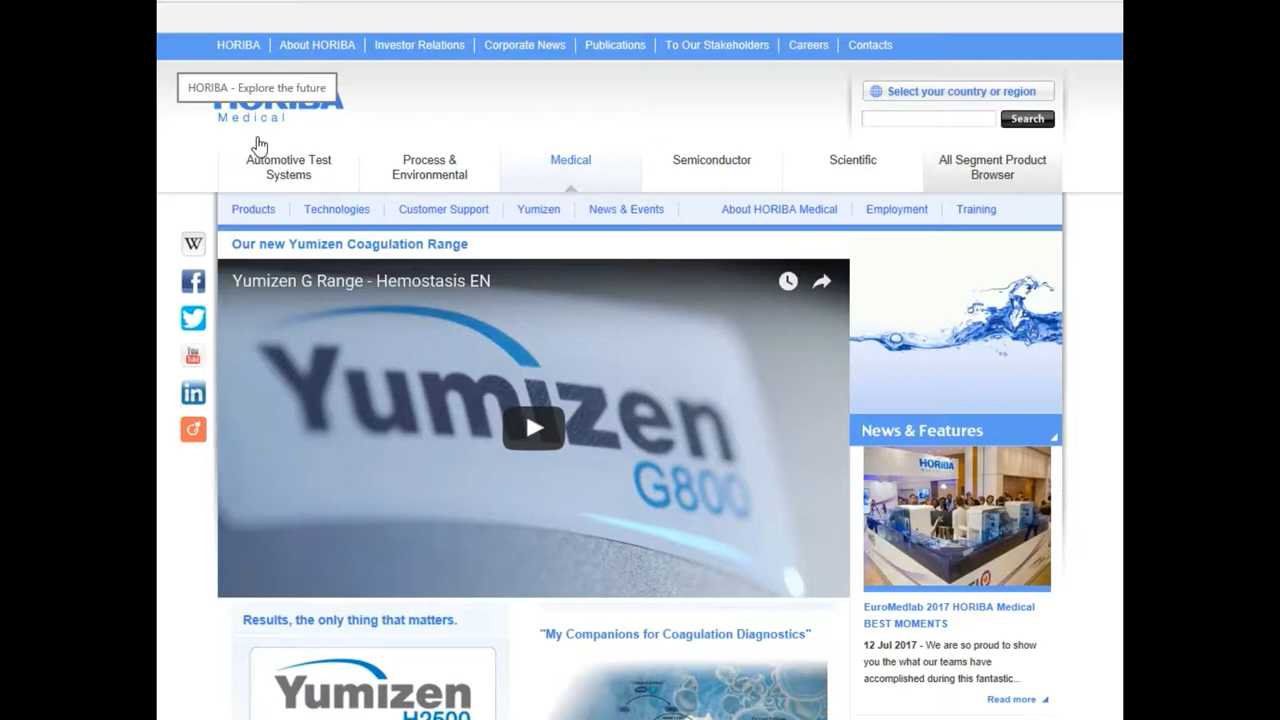 HORIBA
About HORIBA
Investor Relations
Corporate News
Publications
To Our Stakeholders
Careers
Contacts
HORIBA - Explore the future
HORIBA
Medical
Select your country or region
Search
Automotive Test
Systems
Process &
Environmental
Medical
Semiconductor
Scientific
All Segment Product
Browser
Products
Technologies
Customer Support
Yumizen
News & Events
About HORIBA Medical
Employment
Training
W
Our new Yumizen Coagulation Range
Yumizen G Range - Hemostasis EN
Yumizen
G800
You
Tube
in
News & Features
HORIBA
Medical
EuroMedlab 2017 HORIBA Medical
BEST MOMENTS
12 Jul 2017 - We are so proud to show
you the what our teams have
accomplished during this fantastic...
Read more
Results, the only thing that matters.
Yumizen
H2500
"My Companions for Coagulation Diagnostics"